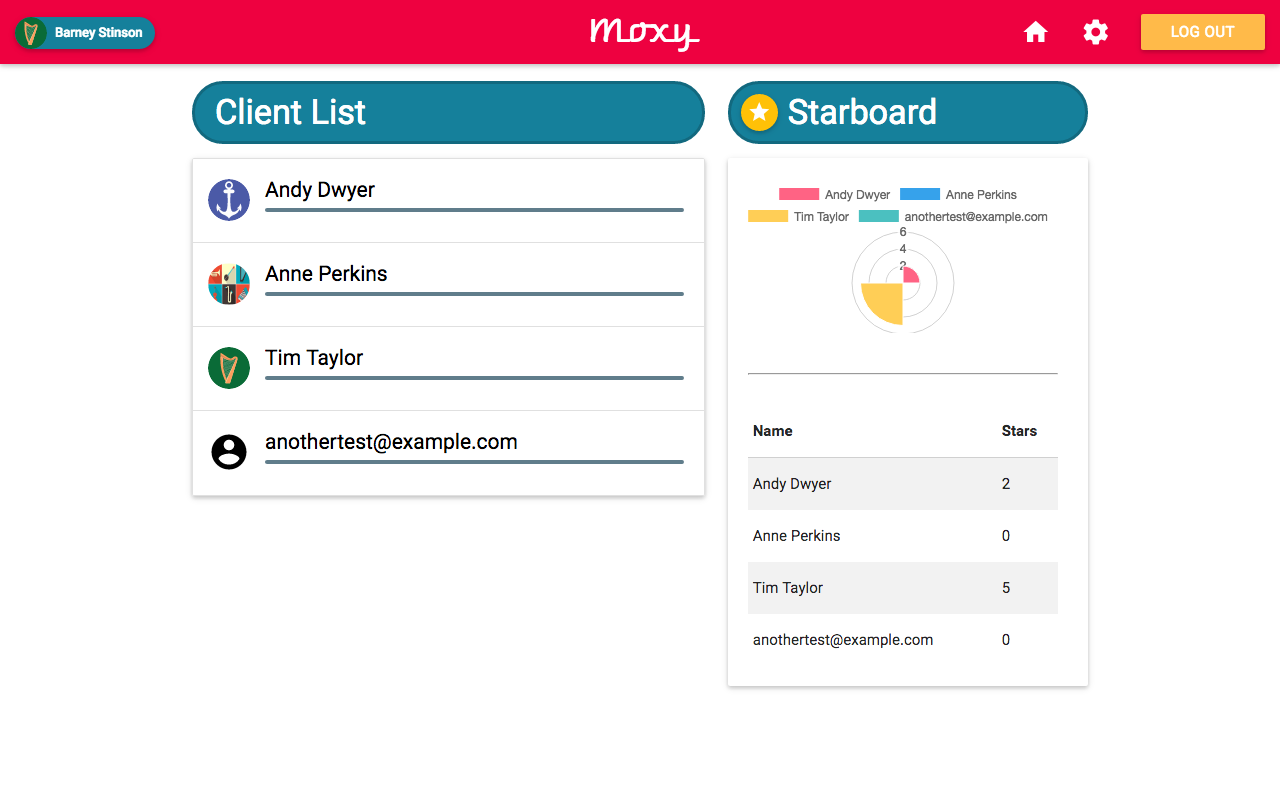 Barney Stinson
Moxy
LOG OUT
Client List
Andy Dwyer
Anne Perkins
Tim Taylor
anothertest@example.com
Starboard
Andy Dwyer Anne Perkins
Tim Taylor anothertest@example.com
6
4
2
Name Stars
Andy Dwyer 2
Anne Perkins 0
Tim Taylor 5
anothertest@example.com 0